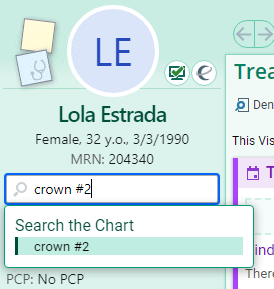 LE
Lola Estrada
Female, 32 y.o., 3/3/1990
MRN: 204340
crown #2
Search the Chart
crown #2
PCP: No PCP
Trea
Den
This Vis
T
ind
There